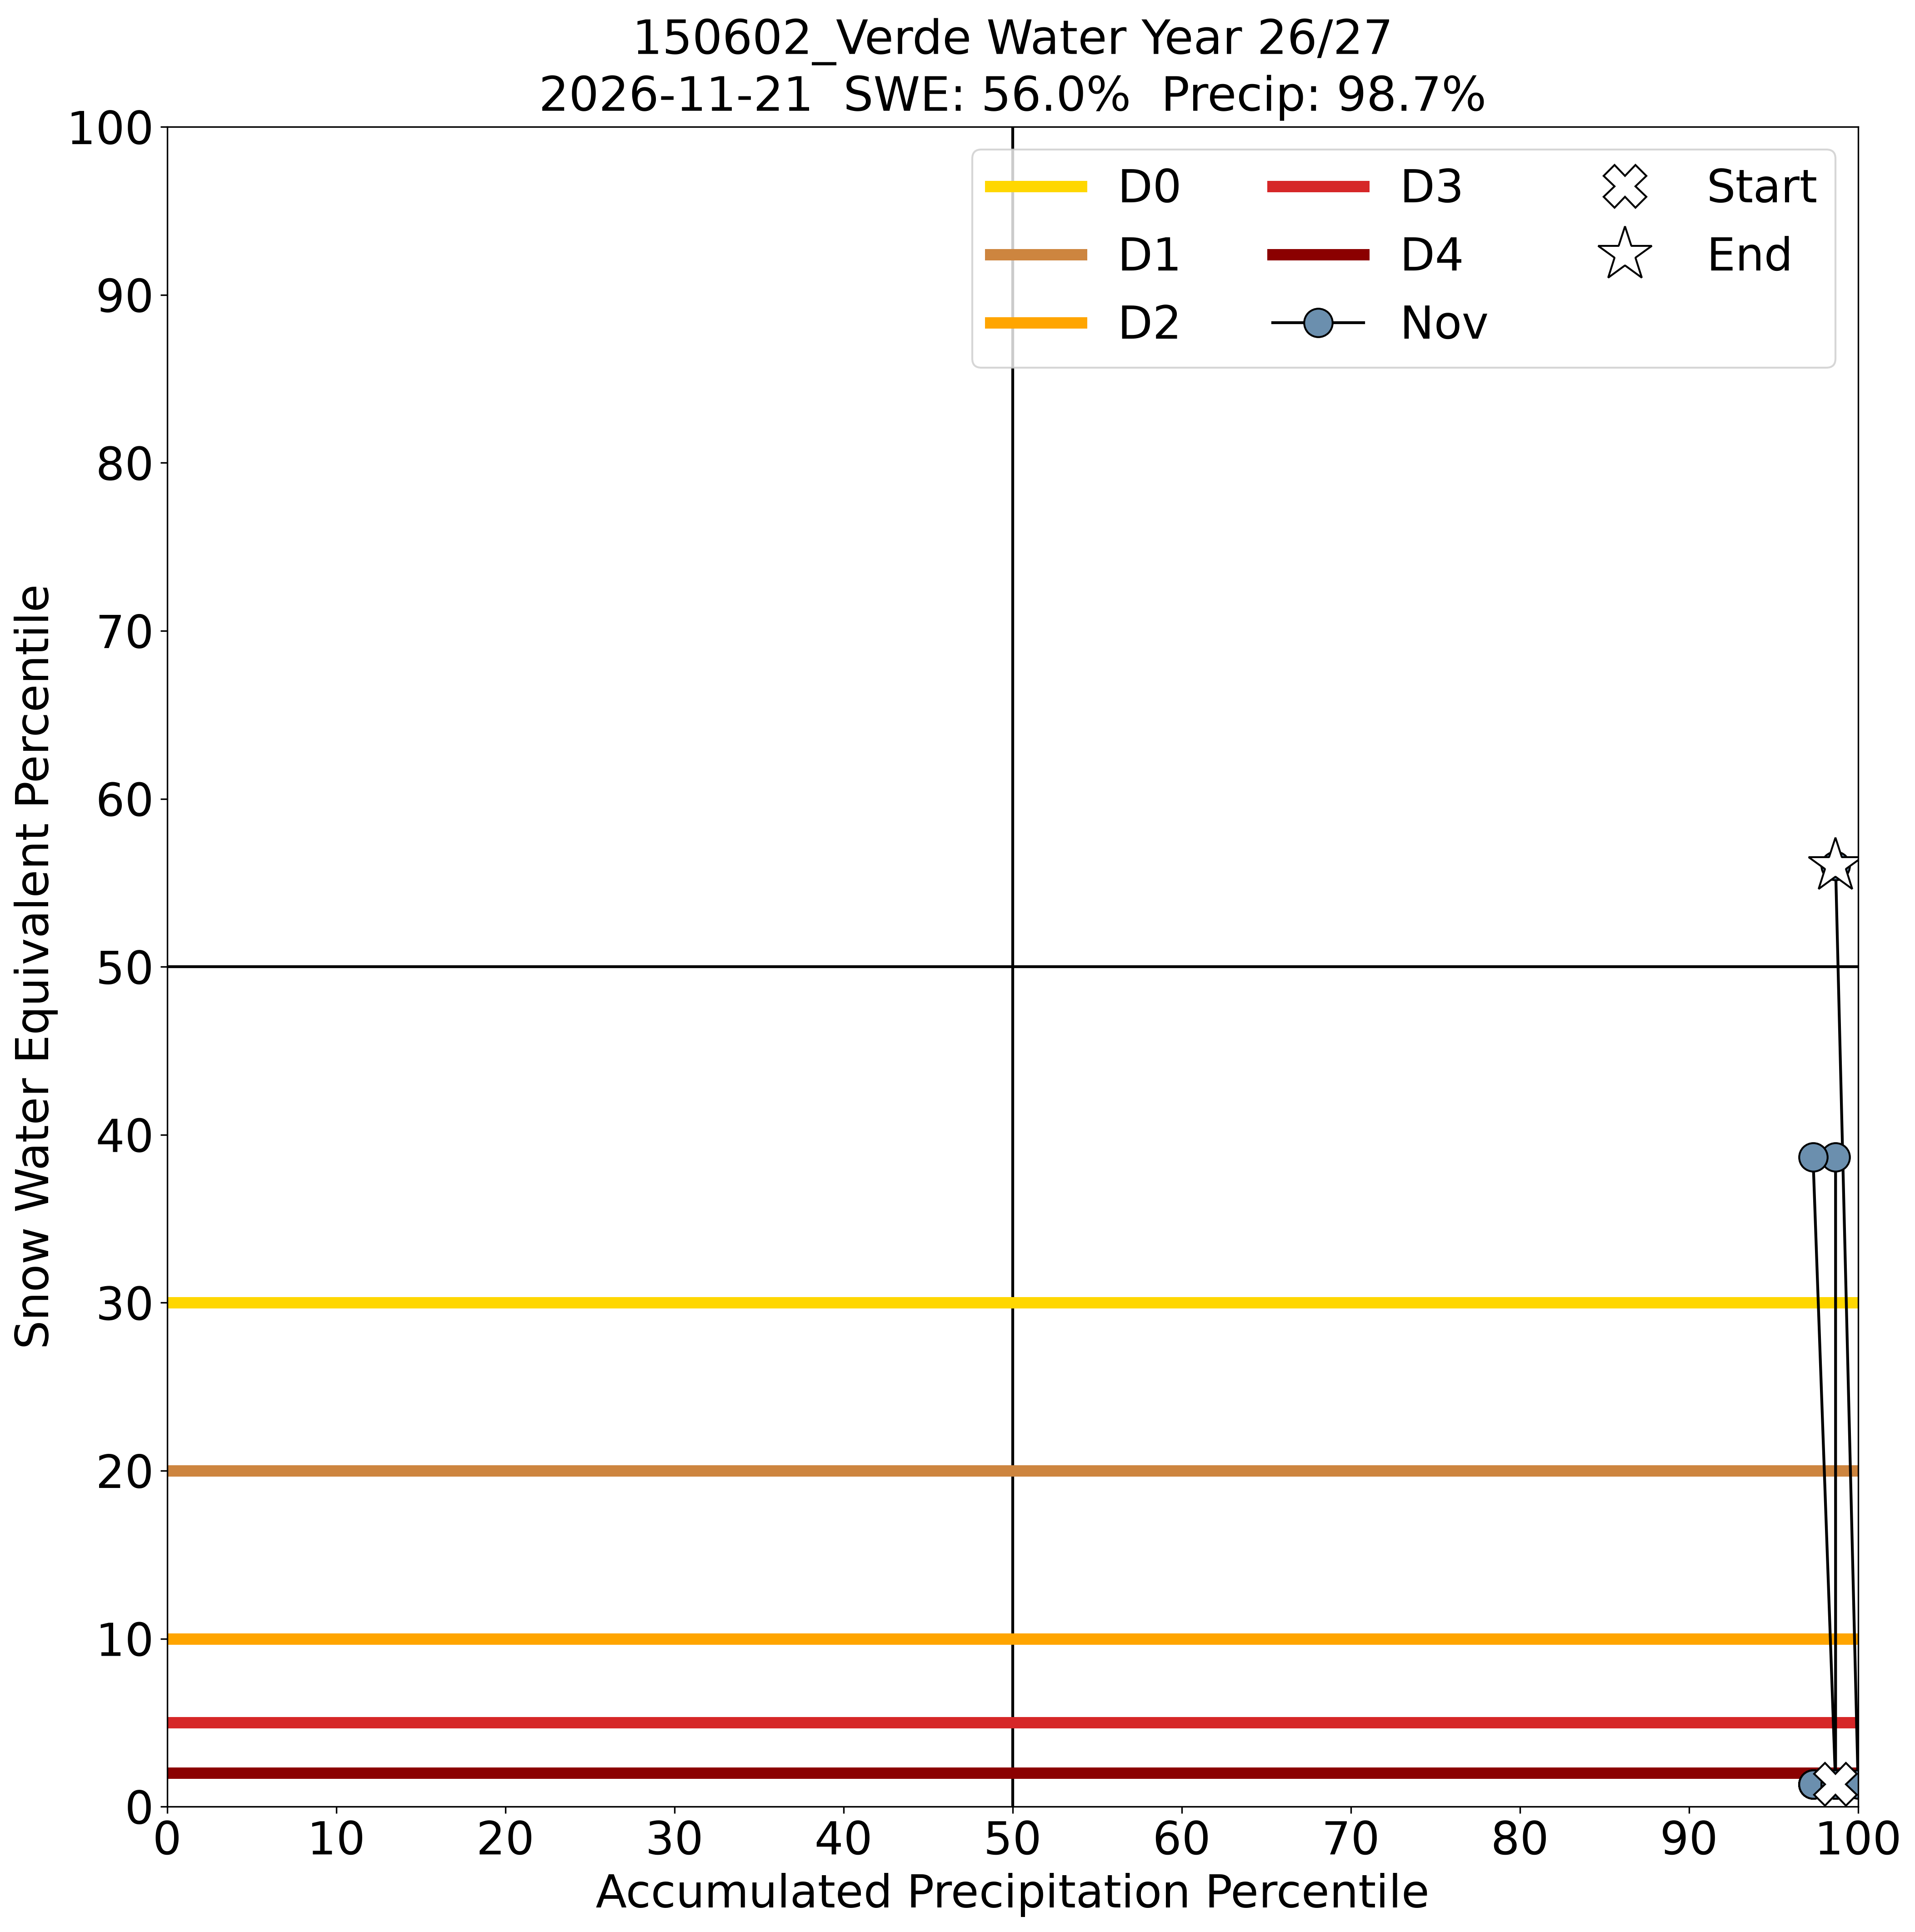 150602_Verde Water Year 26/27
2026-11-21  SWE: 56.0%  Precip: 98.7%
100
90
80
70
60
50
40
30
20
10
0
Snow Water Equivalent Percentile
D0
D1
D2
D3
D4
Nov
Start
End
0 10 20 30 40 50 60 70 80 90 100
Accumulated Precipitation Percentile